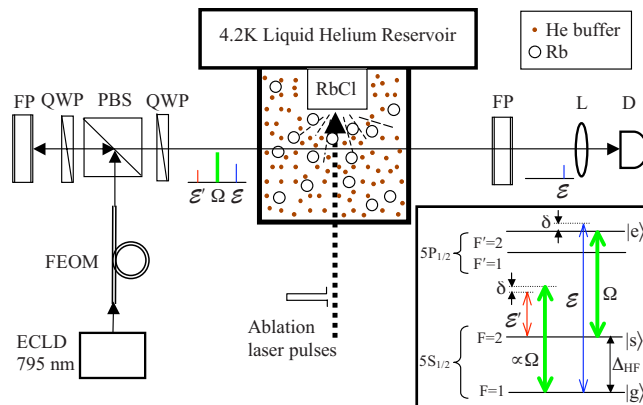 4.2K Liquid Helium Reservoir
He buffer
Rb
RbCl
FP
QWP
PBS
QWP
FP
L
D
ℰ′ Ω ℰ
ℰ
FEOM
ECLD
795 nm
Ablation
laser pulses
δ
|e⟩
5P1/2
F′=2
F′=1
δ
ℰ′
ℰ
Ω
∝Ω
5S1/2
F=2
|s⟩
ΔHF
F=1
|g⟩